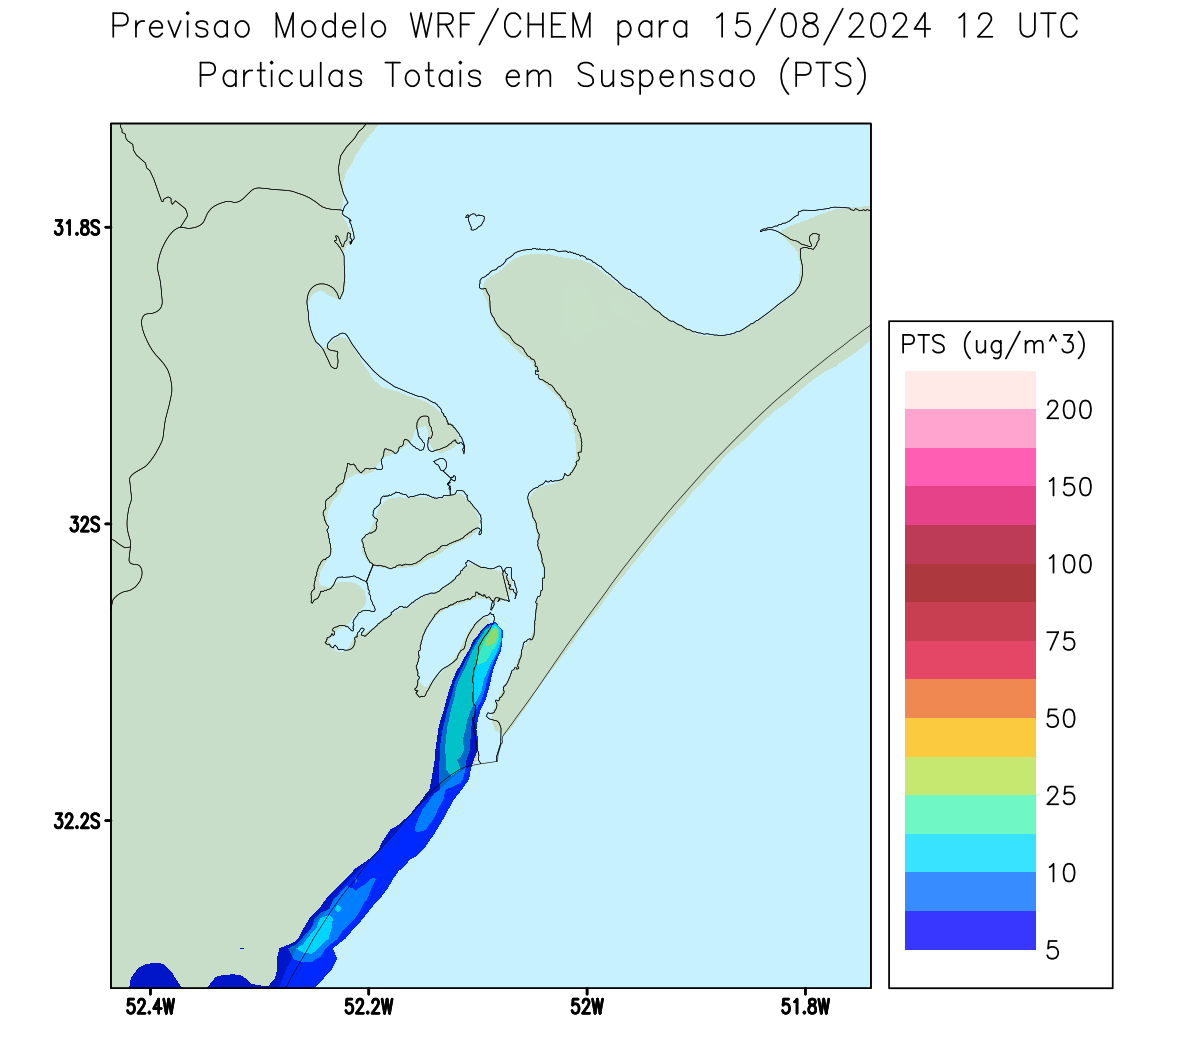 Previsao Modelo WRF/CHEM para 15/08/2024 12 UTC
Particulas Totais em Suspensao (PTS)
31.8S
32S
32.2S
52.4W
52.2W
52W
51.8W
PTS (ug/m^3)
200
150
100
75
50
25
10
5